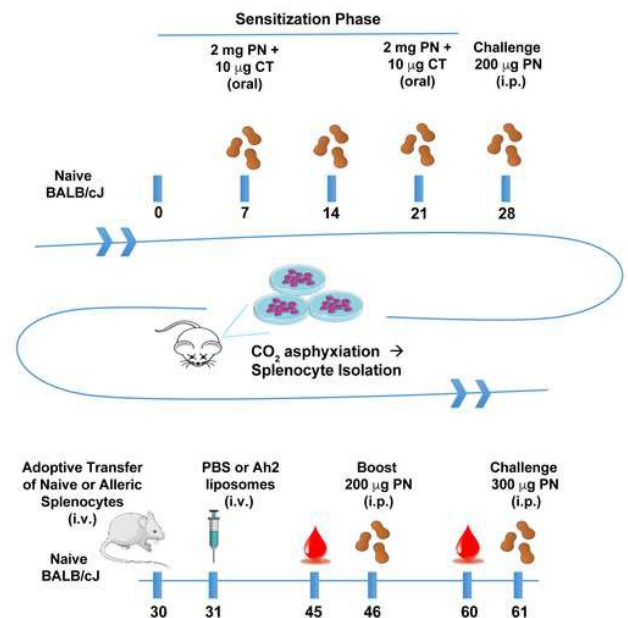 Sensitization Phase
2 mg PN +
10 μg CT
(oral)
2 mg PN +
10 μg CT
(oral)
Challenge
200 μg PN
(i.p.)
Naive
BALB/cJ
0
7
14
21
28
CO₂ asphyxiation →
Splenocyte Isolation
Adoptive Transfer
of Naive or Alleric
Splenocytes
(i.v.)
PBS or Ah2
liposomes
(i.v.)
Boost
200 μg PN
(i.p.)
Challenge
300 μg PN
(i.p.)
Naive
BALB/cJ
30
31
45
46
60
61